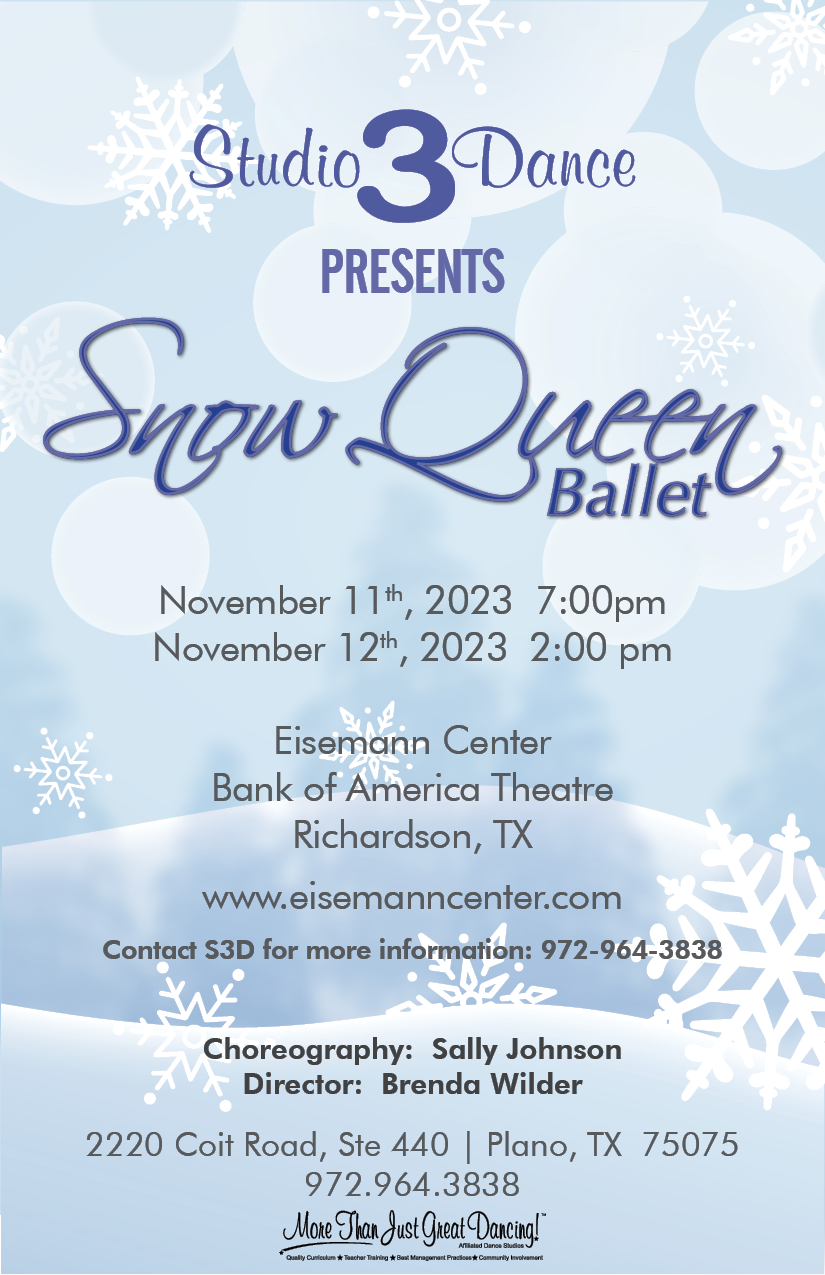 Studio 3 Dance
PRESENTS
Snow Queen
Ballet
November 11th, 2023 7:00pm
November 12th, 2023 2:00 pm
Eisemann Center
Bank of America Theatre
Richardson, TX
www.eisemanncenter.com
Contact S3D for more information: 972-964-3838
Choreography: Sally Johnson
Director: Brenda Wilder
2220 Coit Road, Ste 440 | Plano, TX 75075
972.964.3838
More Than Just Great Dancing!™
Affiliated Dance Studios
Quality Curriculum ★ Teacher Training ★ Best Management Practices ★ Community Involvement